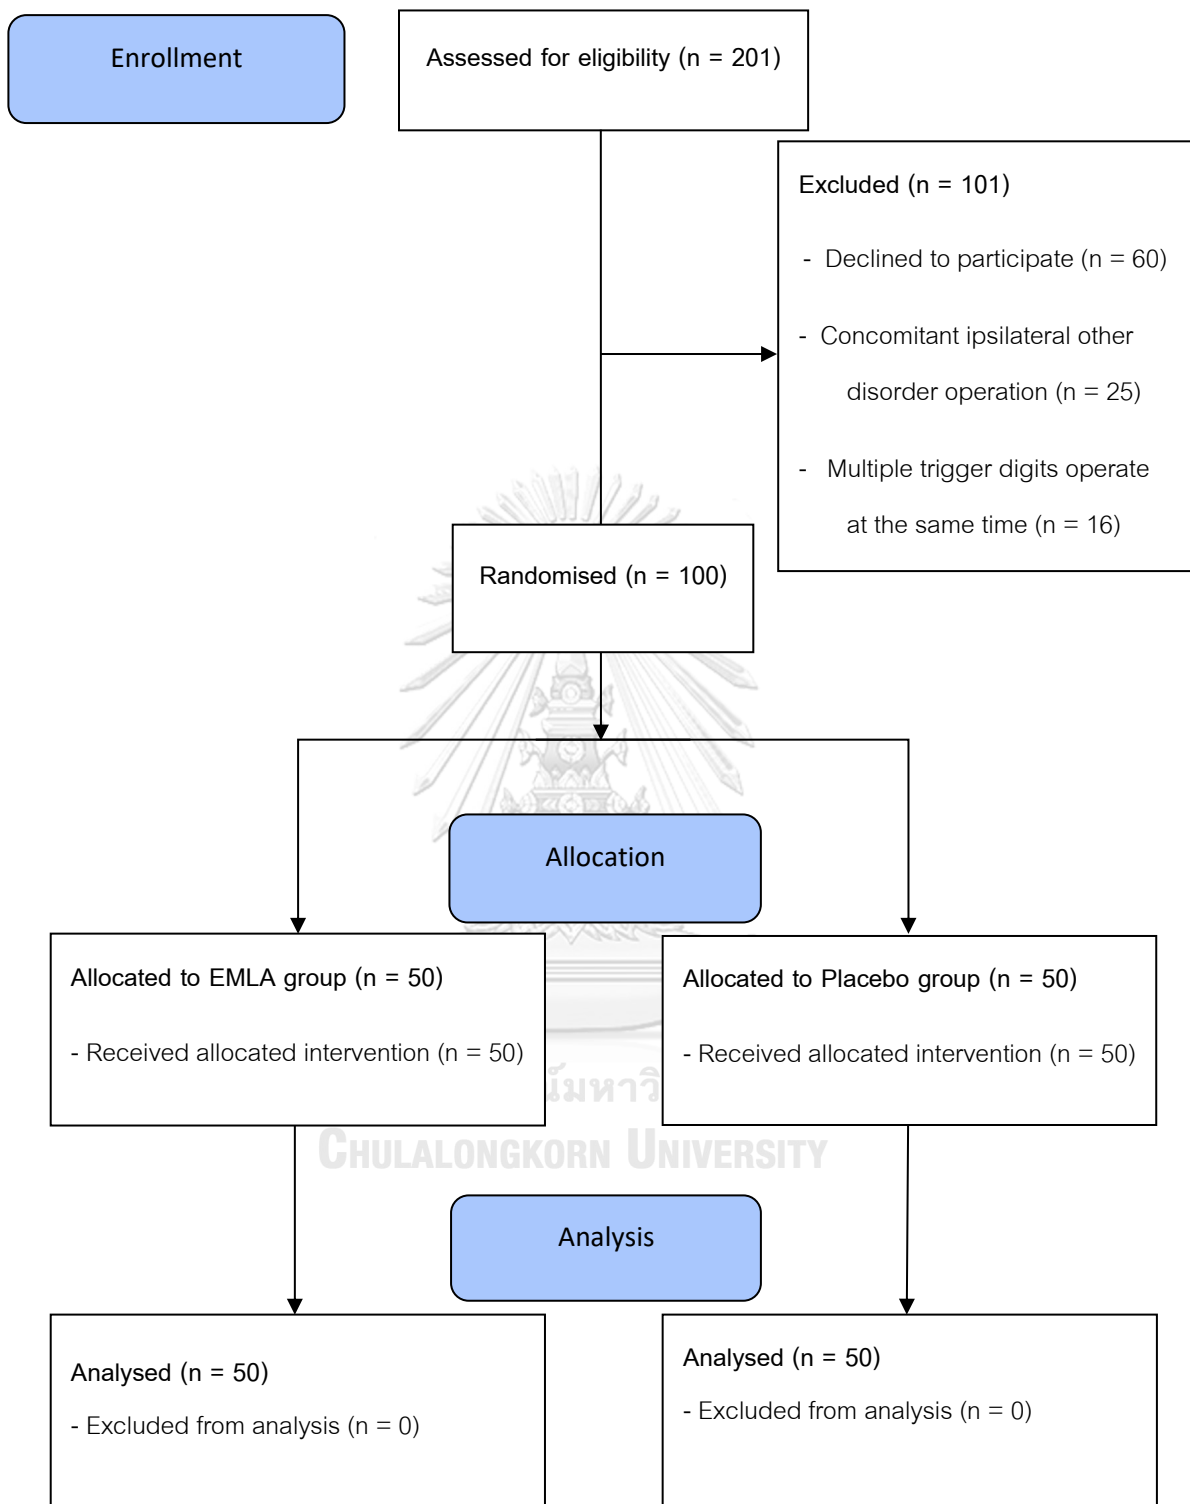 Enrollment
Assessed for eligibility (n = 201)
Excluded (n = 101)
- Declined to participate (n = 60)
- Concomitant ipsilateral other
disorder operation (n = 25)
- Multiple trigger digits operate
at the same time (n = 16)
Randomised (n = 100)
Allocation
Allocated to EMLA group (n = 50)
- Received allocated intervention (n = 50)
Allocated to Placebo group (n = 50)
- Received allocated intervention (n = 50)
CHULALONGKORN UNIVERSITY
Analysis
Analysed (n = 50)
- Excluded from analysis (n = 0)
Analysed (n = 50)
- Excluded from analysis (n = 0)